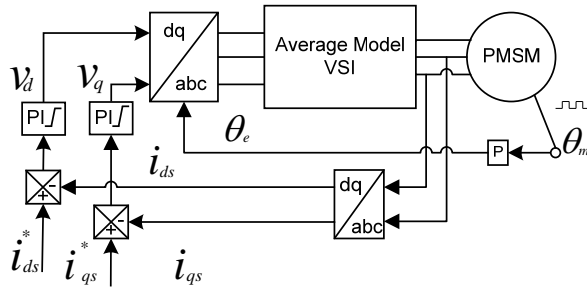 dq
abc
Average Model
VSI
PMSM
v_d
v_q
PI
PI
θ_e
P
θ_m
i_ds
dq
abc
-
+
-
+
i*_ds
i*_qs
i_qs